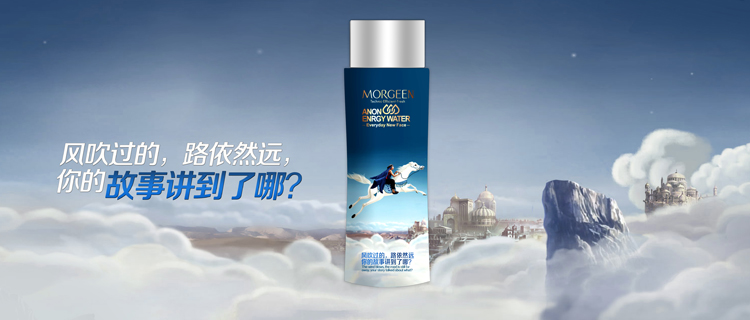 风吹过的，路依然远，
你的故事讲到了哪？
MORGEEN
ANON
ENRGY WATER
Everyday New Face
风吹过的，路依然远
你的故事讲到了哪？